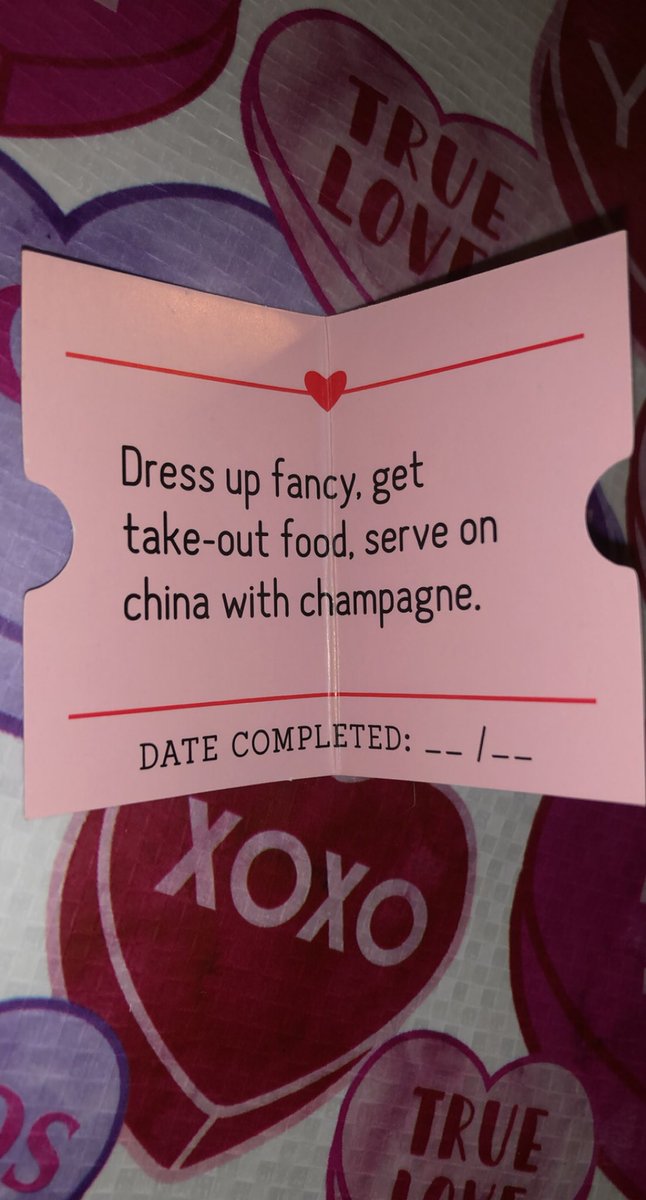 TRUE
LOVE
Dress up fancy, get
take-out food, serve on
china with champagne.
DATE COMPLETED: __ /__
XOXO
TRUE
LOVE